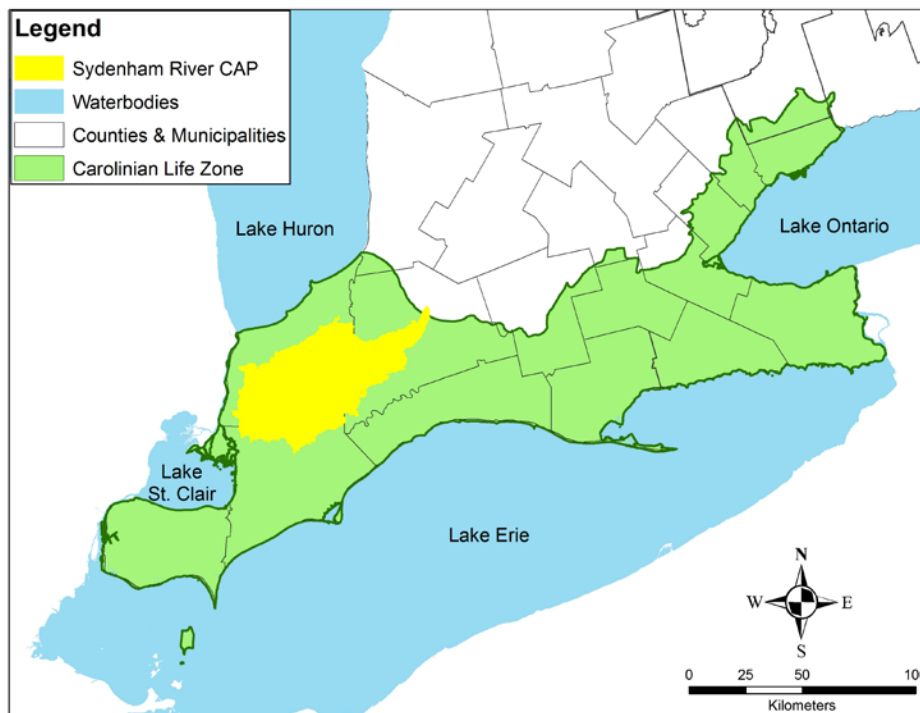 Legend
Sydenham River CAP
Waterbodies
Counties & Municipalities
Carolinian Life Zone
Lake Huron
Lake Ontario
Lake
St. Clair
Lake Erie
N
W E
S
0 25 50 100
Kilometers